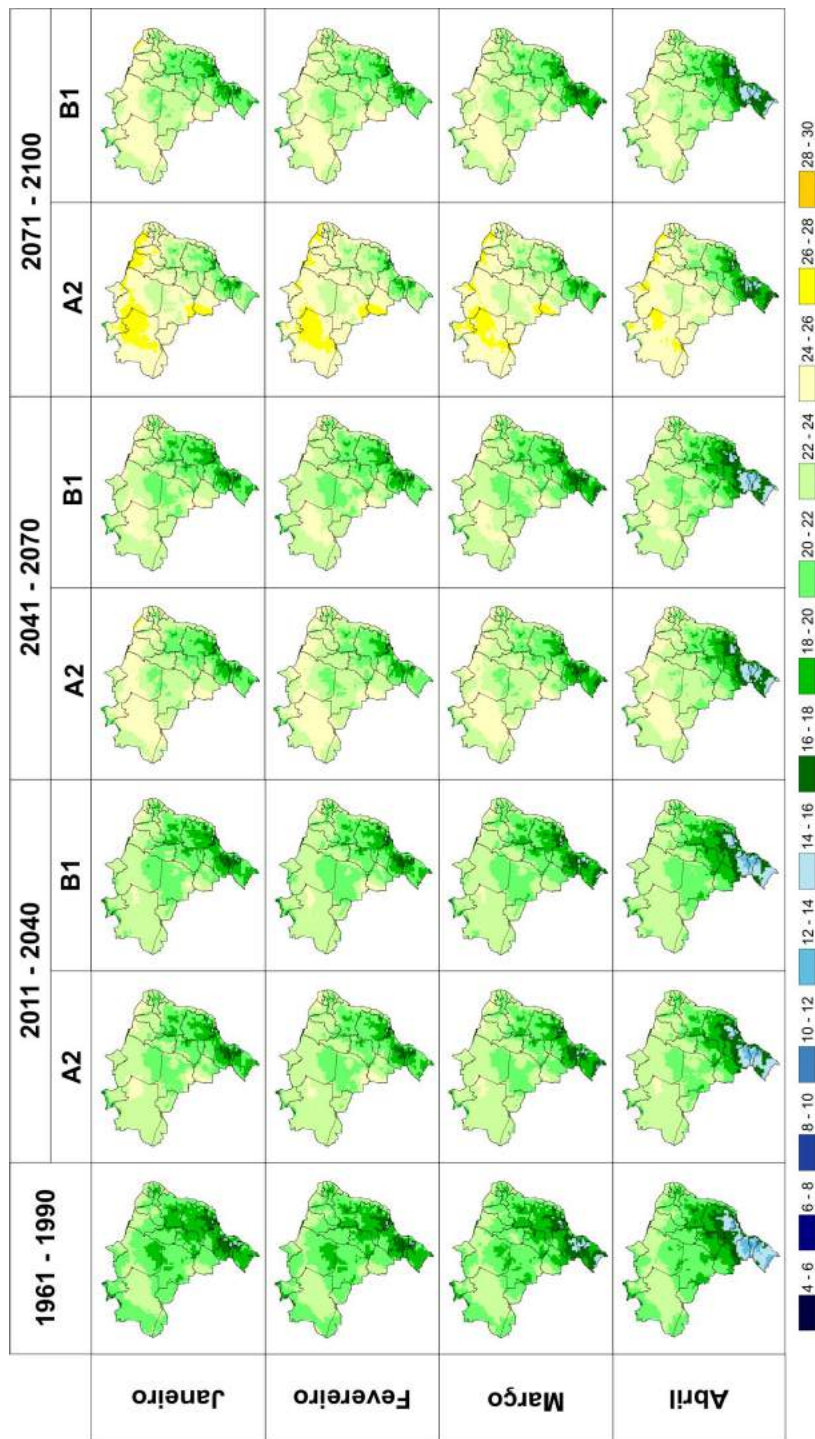 1961 - 1990
2011 - 2040
2041 - 2070
2071 - 2100
A2
B1
A2
B1
A2
B1
Janeiro
Fevereiro
Março
Abril
4 - 6
6 - 8
8 - 10
10 - 12
12 - 14
14 - 16
16 - 18
18 - 20
20 - 22
22 - 24
24 - 26
26 - 28
28 - 30